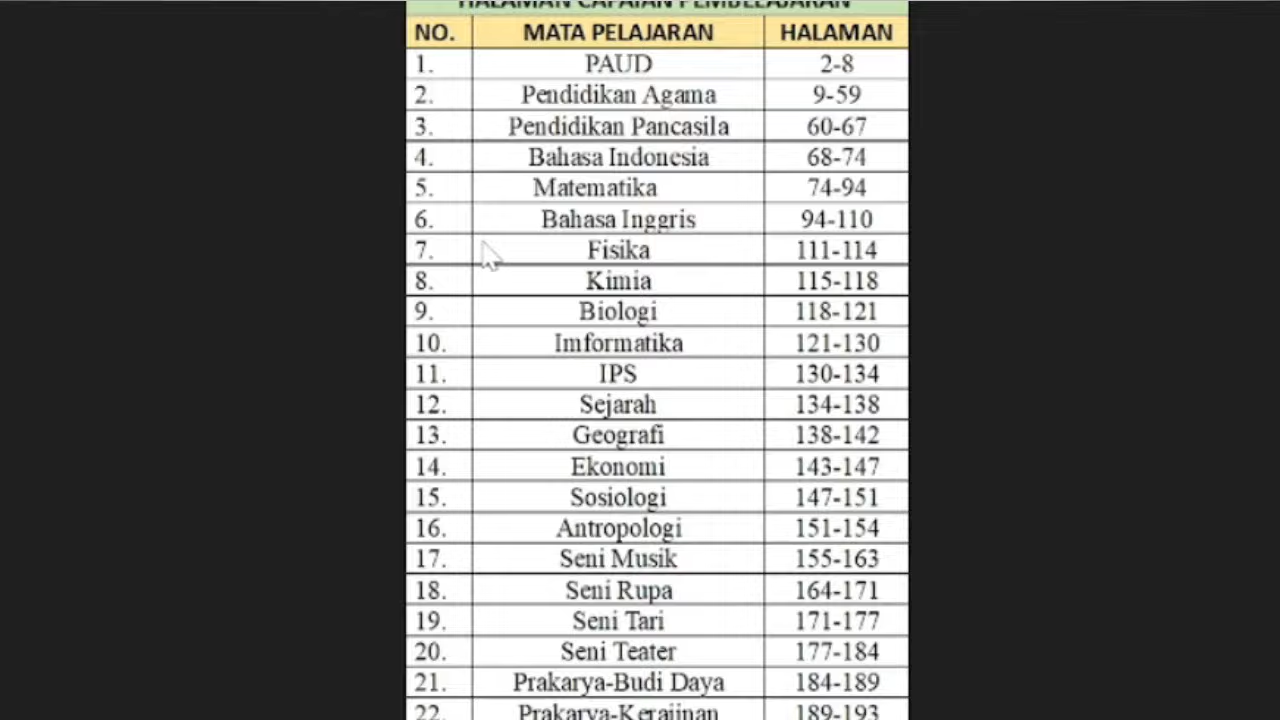 HALAMAN CAPAIAN PEMBELAJARAN
NO. MATA PELAJARAN HALAMAN
1. PAUD 2-8
2. Pendidikan Agama 9-59
3. Pendidikan Pancasila 60-67
4. Bahasa Indonesia 68-74
5. Matematika 74-94
6. Bahasa Inggris 94-110
7. Fisika 111-114
8. Kimia 115-118
9. Biologi 118-121
10. Imformatika 121-130
11. IPS 130-134
12. Sejarah 134-138
13. Geografi 138-142
14. Ekonomi 143-147
15. Sosiologi 147-151
16. Antropologi 151-154
17. Seni Musik 155-163
18. Seni Rupa 164-171
19. Seni Tari 171-177
20. Seni Teater 177-184
21. Prakarya-Budi Daya 184-189
22. Prakarya-Kerajinan 189-193